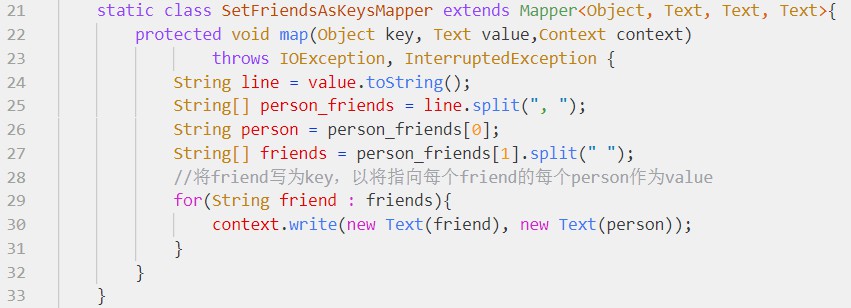 21 static class SetFriendsAsKeysMapper extends Mapper<Object, Text, Text, Text>{
22 protected void map(Object key, Text value,Context context)
23 throws IOException, InterruptedException {
24 String line = value.toString();
25 String[] person_friends = line.split(", ");
26 String person = person_friends[0];
27 String[] friends = person_friends[1].split(" ");
28 //将friend写为key，以将指向每个friend的每个person作为value
29 for(String friend : friends){
30 context.write(new Text(friend), new Text(person));
31 }
32 }
33 }